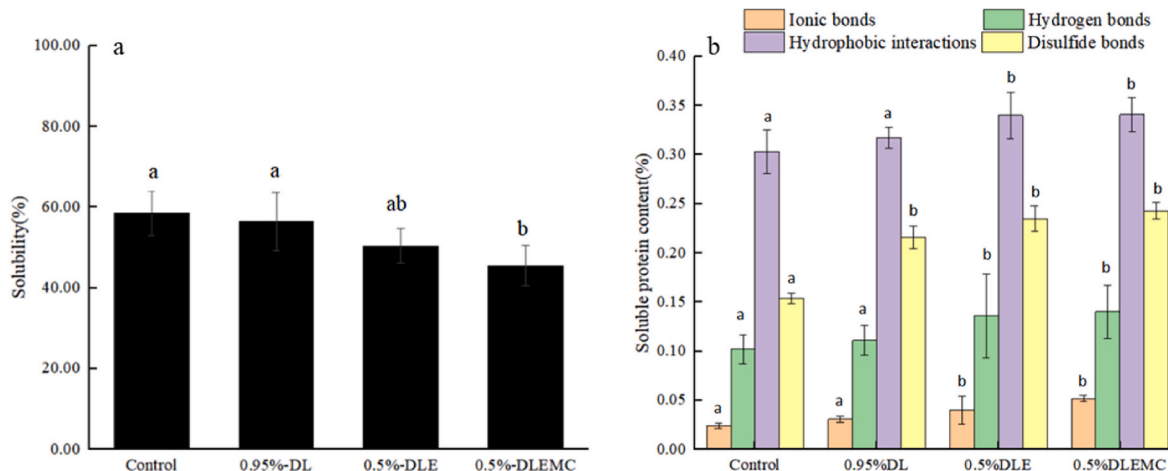 a
Solubility(%)
100.00
80.00
60.00
40.00
20.00
0.00
a
a
ab
b
Control
0.95%-DL
0.5%-DLE
0.5%-DLEMC
b
Ionic bonds
Hydrogen bonds
Hydrophobic interactions
Disulfide bonds
Soluble protein content(%)
0.40
0.35
0.30
0.25
0.20
0.15
0.10
0.05
0.00
a
a
a
a
a
a
a
b
b
b
b
b
b
b
b
b
Control
0.95%DL
0.5%DLE
0.5%DLEMC